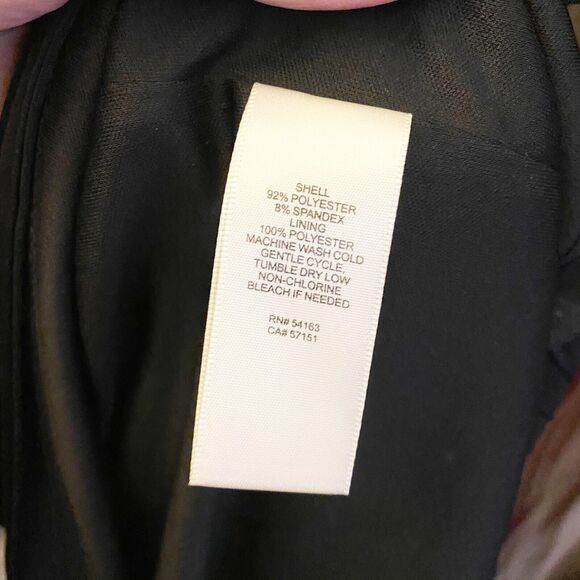 SHELL
92% POLYESTER
8% SPANDEX
LINING
100% POLYESTER
MACHINE WASH COLD
GENTLE CYCLE,
TUMBLE DRY LOW
NON-CHLORINE
BLEACH IF NEEDED
RN# 54163
CA# 57151